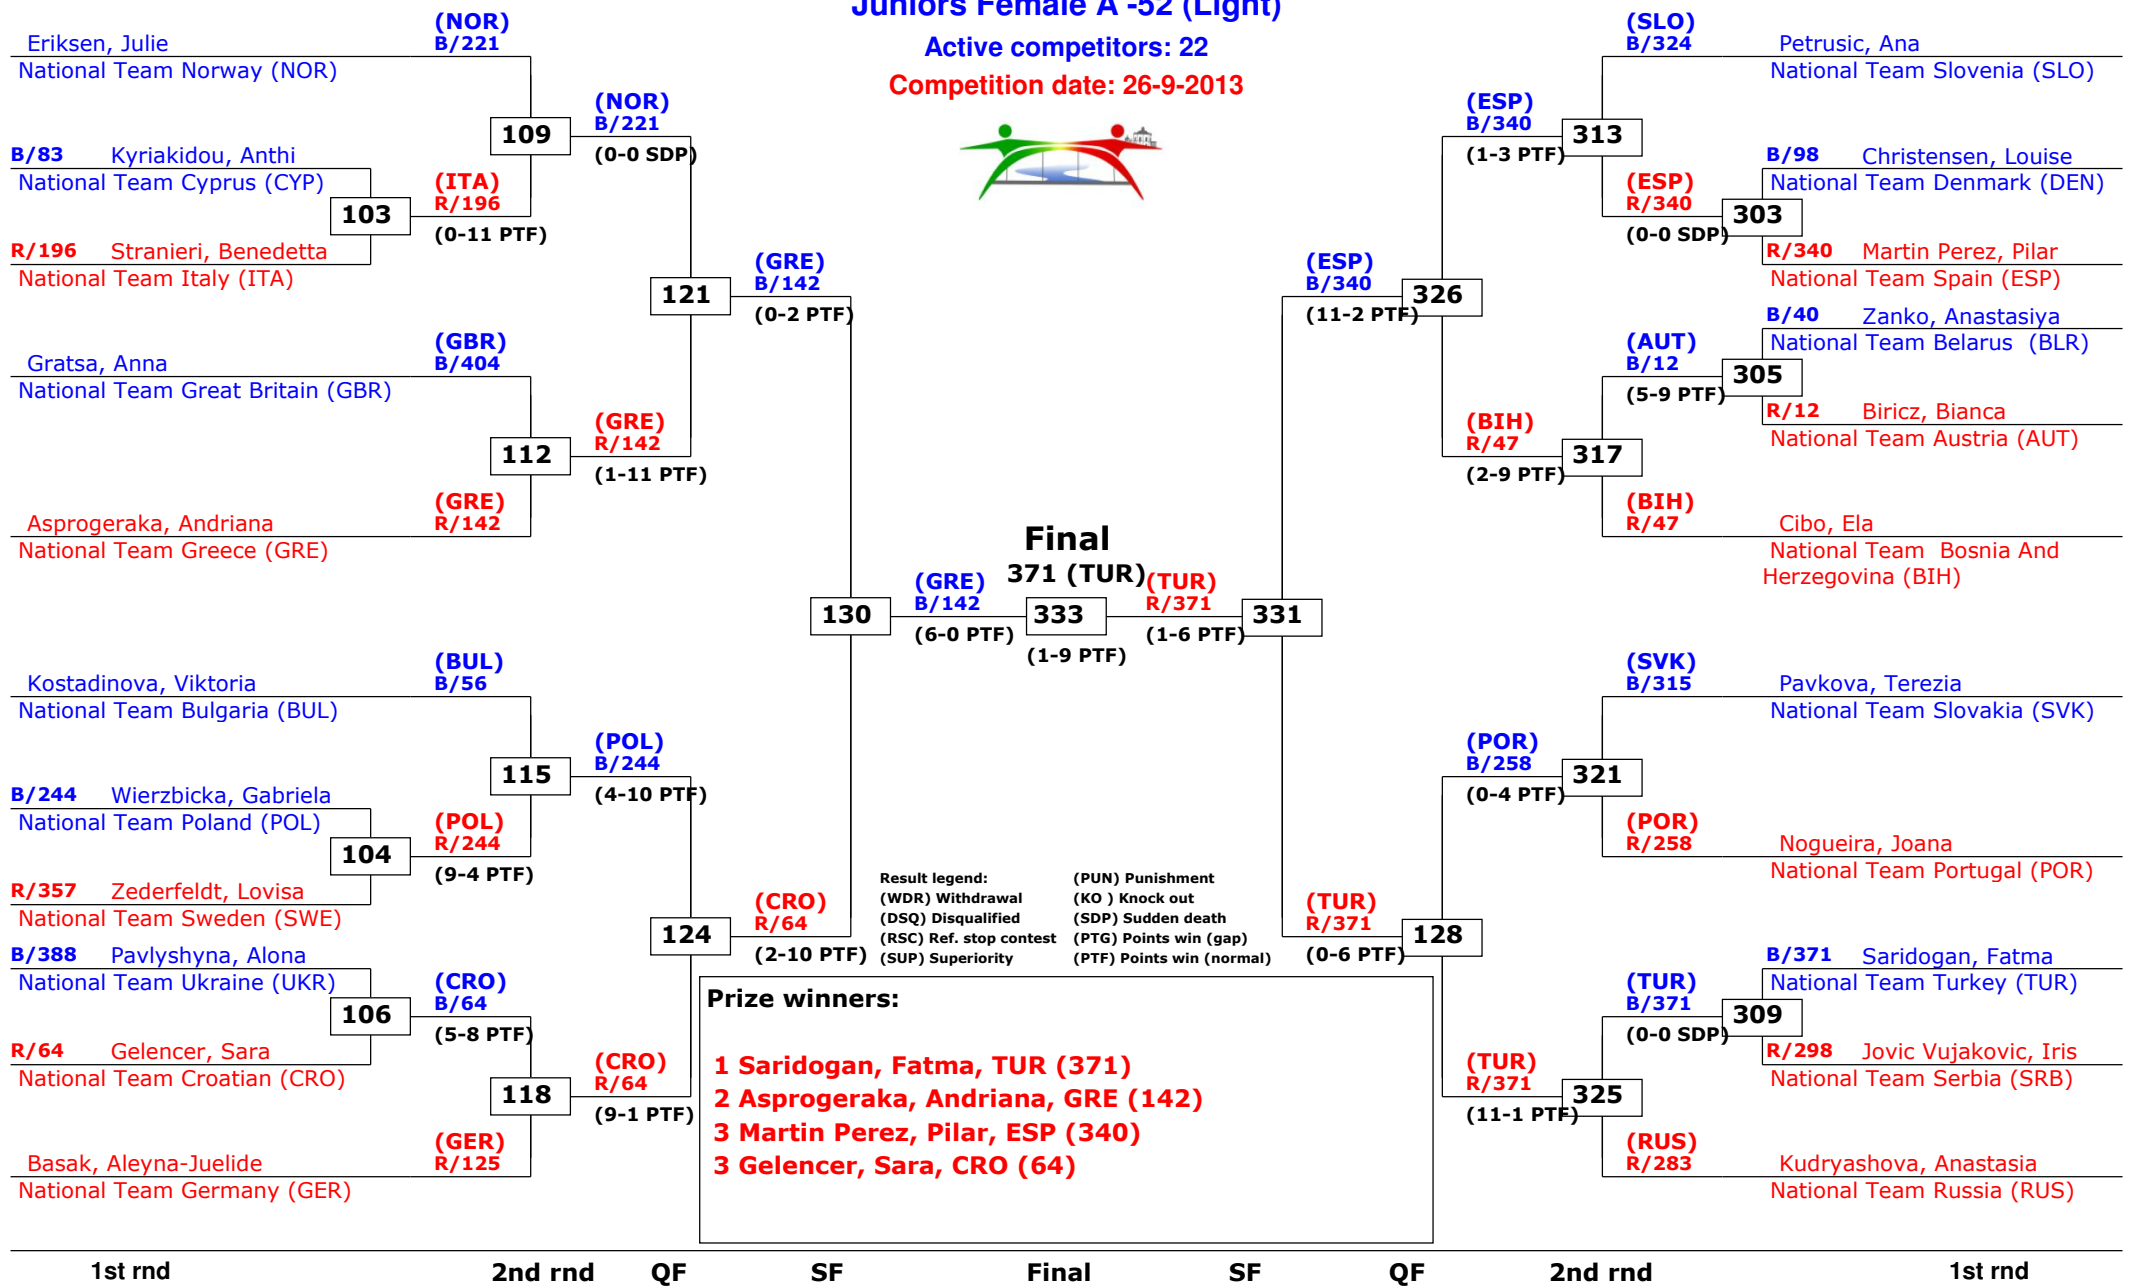 Juniors Female A -52 (Light)
Active competitors: 22
Competition date: 26-9-2013
Eriksen, Julie
(NOR)
B/221
National Team Norway (NOR)
109
(NOR)
B/221
(0-0 SDP)
B/83 Kyriakidou, Anthi
National Team Cyprus (CYP)
103
(ITA)
R/196
(0-11 PTF)
R/196 Stranieri, Benedetta
National Team Italy (ITA)
121
(GRE)
B/142
(0-2 PTF)
Gratsa, Anna
(GBR)
B/404
National Team Great Britain (GBR)
112
(GRE)
R/142
(1-11 PTF)
Asprogeraka, Andriana
(GRE)
R/142
National Team Greece (GRE)
130
(GRE)
B/142
(6-0 PTF)
Kostadinova, Viktoria
(BUL)
B/56
National Team Bulgaria (BUL)
115
(POL)
B/244
(4-10 PTF)
B/244 Wierzbicka, Gabriela
National Team Poland (POL)
104
(POL)
R/244
(9-4 PTF)
R/357 Zederfeldt, Lovisa
National Team Sweden (SWE)
124
(CRO)
R/64
(2-10 PTF)
B/388 Pavlyshyna, Alona
National Team Ukraine (UKR)
106
(CRO)
B/64
(5-8 PTF)
R/64 Gelencer, Sara
National Team Croatian (CRO)
118
(CRO)
R/64
(9-1 PTF)
Basak, Aleyna-Juelide
(GER)
R/125
National Team Germany (GER)
Final
371 (TUR)
333
(1-9 PTF)
(TUR)
R/371
(1-6 PTF)
331
(SLO)
B/324
Petrusic, Ana
National Team Slovenia (SLO)
(ESP)
B/340
(1-3 PTF)
313
B/98 Christensen, Louise
National Team Denmark (DEN)
(ESP)
R/340
(0-0 SDP)
303
R/340 Martin Perez, Pilar
National Team Spain (ESP)
(ESP)
B/340
(11-2 PTF)
326
B/40 Zanko, Anastasiya
National Team Belarus (BLR)
(AUT)
B/12
(5-9 PTF)
305
R/12 Biricz, Bianca
National Team Austria (AUT)
(BIH)
R/47
(2-9 PTF)
317
(BIH)
R/47
Cibo, Ela
National Team Bosnia And
Herzegovina (BIH)
(SVK)
B/315
Pavkova, Terezia
National Team Slovakia (SVK)
(POR)
B/258
(0-4 PTF)
321
(POR)
R/258
Nogueira, Joana
National Team Portugal (POR)
(TUR)
R/371
(0-6 PTF)
128
B/371 Saridogan, Fatma
National Team Turkey (TUR)
(TUR)
B/371
(0-0 SDP)
309
R/298 Jovic Vujakovic, Iris
National Team Serbia (SRB)
(TUR)
R/371
(11-1 PTF)
325
(RUS)
R/283
Kudryashova, Anastasia
National Team Russia (RUS)
Result legend: (PUN) Punishment
(WDR) Withdrawal (KO ) Knock out
(DSQ) Disqualified (SDP) Sudden death
(RSC) Ref. stop contest (PTG) Points win (gap)
(SUP) Superiority (PTF) Points win (normal)
Prize winners:
1 Saridogan, Fatma, TUR (371)
2 Asprogeraka, Andriana, GRE (142)
3 Martin Perez, Pilar, ESP (340)
3 Gelencer, Sara, CRO (64)
1st rnd 2nd rnd QF SF Final SF QF 2nd rnd 1st rnd